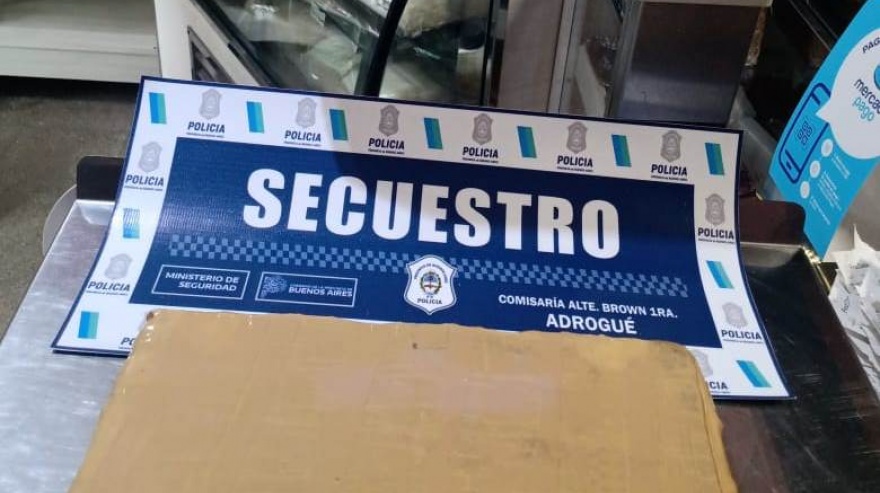 POLICIA
POLICIA
POLICIA
POLICIA
POLICIA
POLICIA
POLICIA
POLICIA
POLICIA
POLICIA
POLICIA
SECUESTRO
MINISTERIO DE
SEGURIDAD
BUENOS AIRES
POLICIA
COMISARÍA ALTE. BROWN 1RA.
ADROGUÉ
mercado
pago